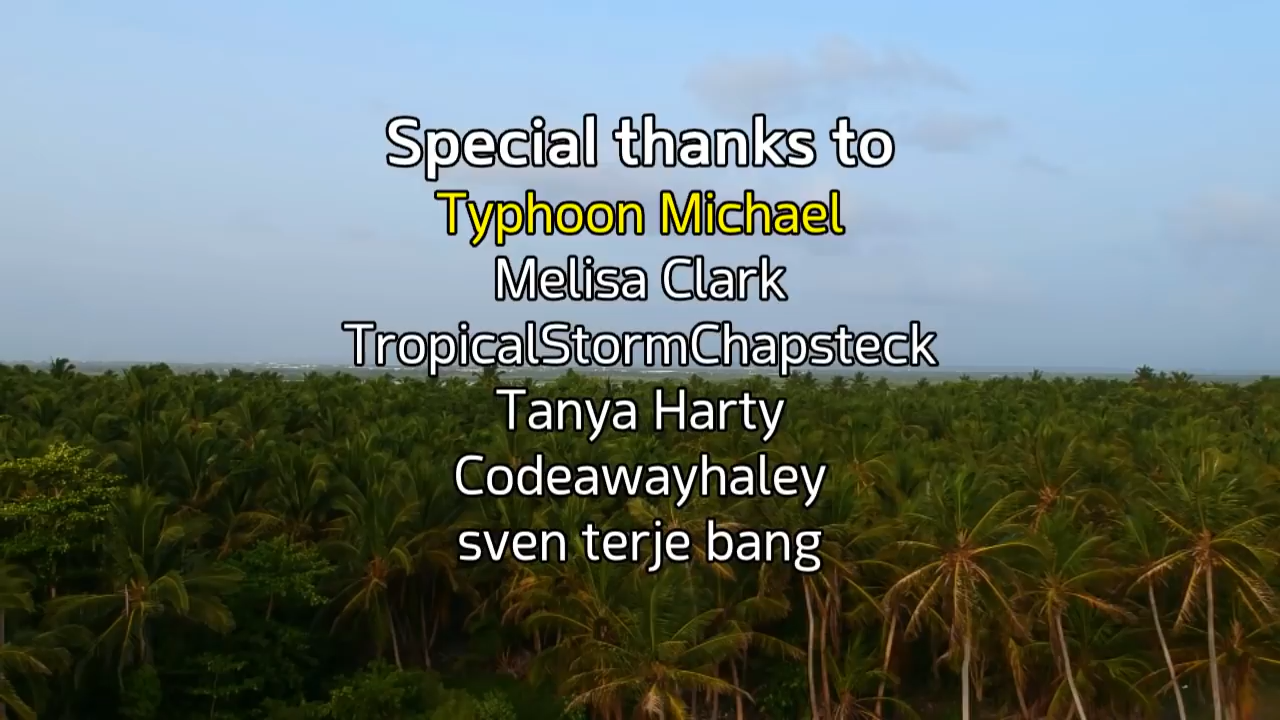 Special thanks to
Typhoon Michael
Melisa Clark
TropicalStormChapsteck
Tanya Harty
Codeawayhaley
sven terje bang